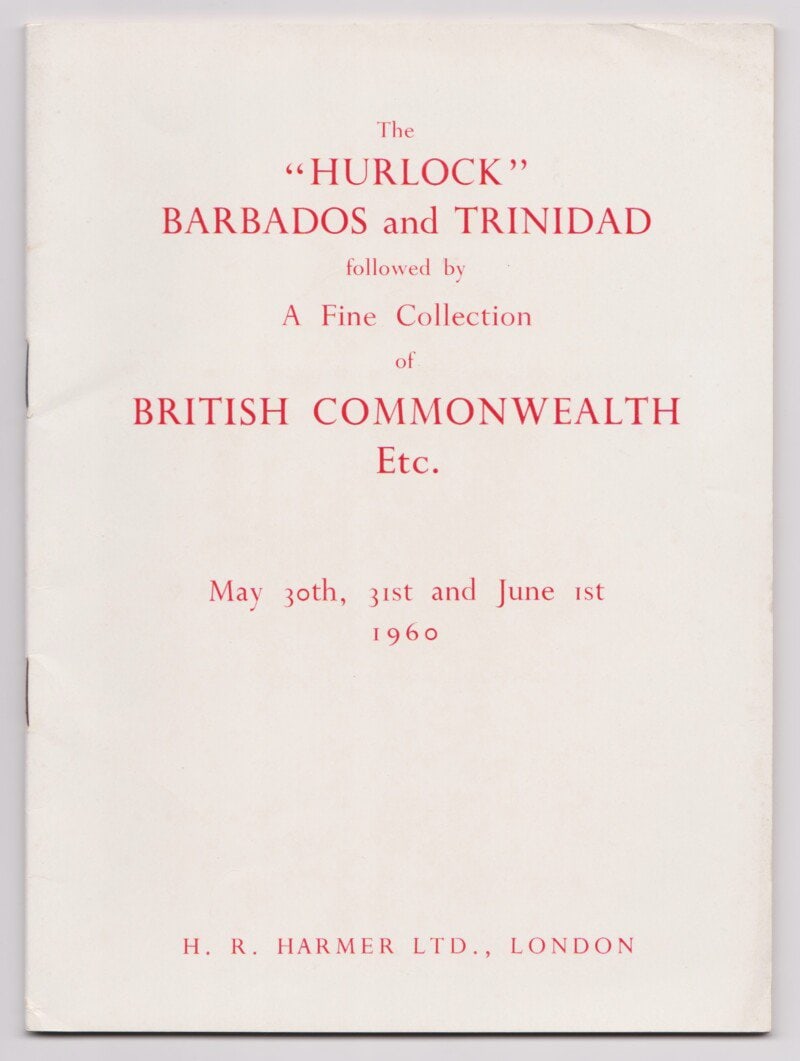 The
“HURLOCK”
BARBADOS and TRINIDAD
followed by
A Fine Collection
of
BRITISH COMMONWEALTH
Etc.
May 30th, 31st and June 1st
1960
H. R. HARMER LTD., LONDON